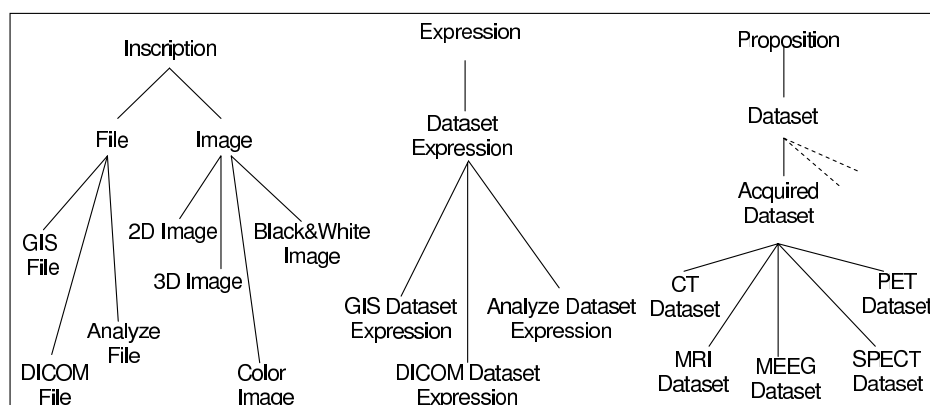 Inscription
File
Image
GIS
File
2D Image
Black&White
Image
3D Image
Analyze
File
DICOM
File
Color
Image
Expression
Dataset
Expression
GIS Dataset
Expression
Analyze Dataset
Expression
DICOM Dataset
Expression
Proposition
Dataset
Acquired
Dataset
CT
Dataset
PET
Dataset
MRI
Dataset
MEEG
Dataset
SPECT
Dataset